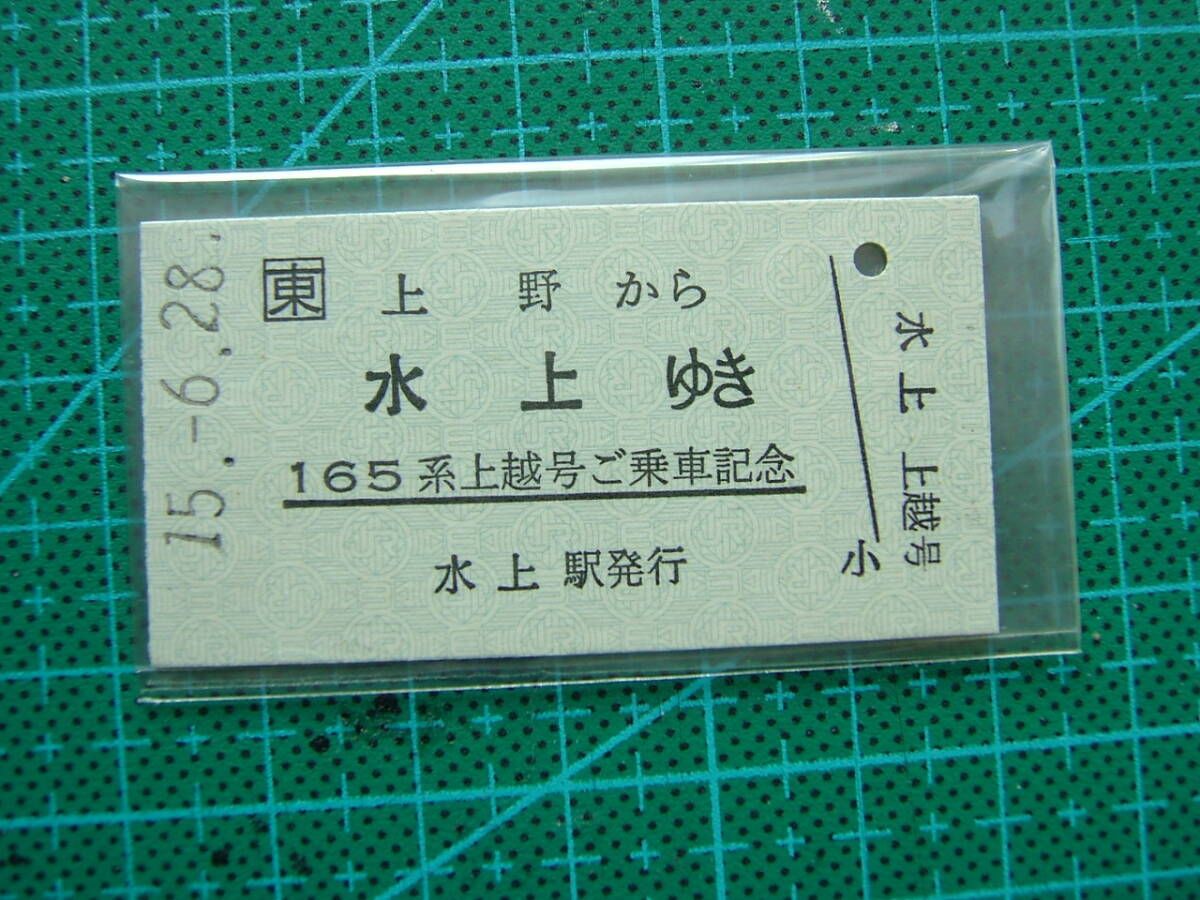 15.-6.28.
東 上野から
水上ゆき
165系上越号ご乗車記念
水上駅発行
小
水上 上越号